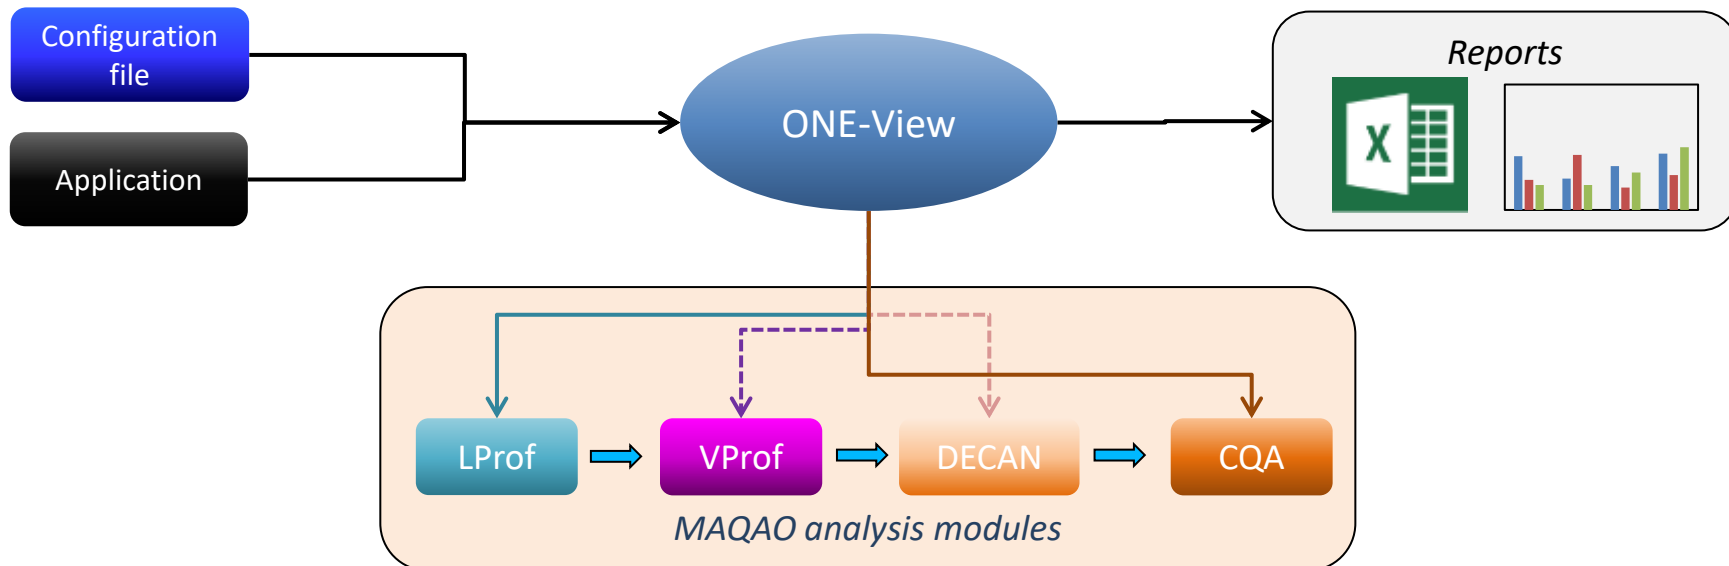 Configuration
file
Application
ONE-View
Reports
X
LProf
VProf
DECAN
CQA
MAQAO analysis modules